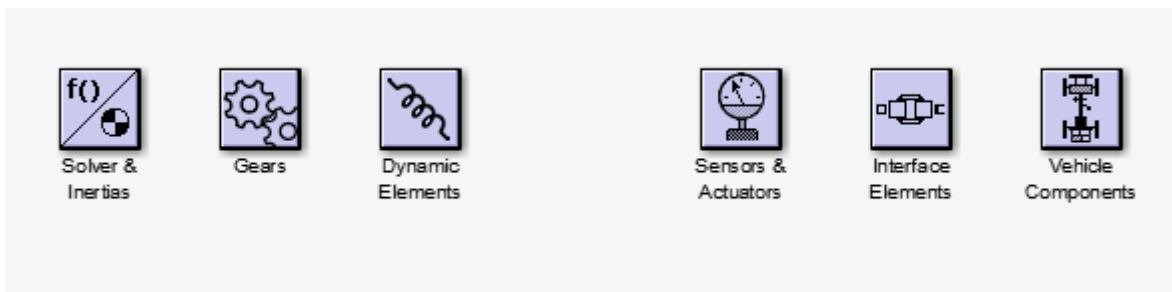 f()
Solver &
Inertias
Gears
Dynamic
Elements
Sensors &
Actuators
Interface
Elements
Vehicle
Components